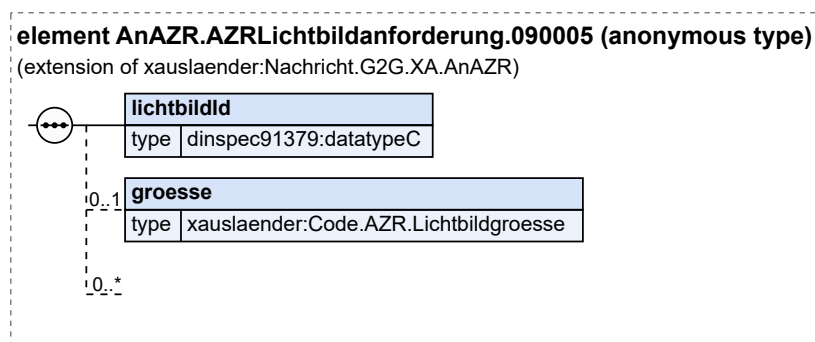 element AnAZR.AZRLichtbildanforderung.090005 (anonymous type)
(extension of xauslaender:Nachricht.G2G.XA.AnAZR)
lichtbildId
type dinspec91379:datatypeC
0..1 groesse
type xauslaender:Code.AZR.Lichtbildgroesse
0..*